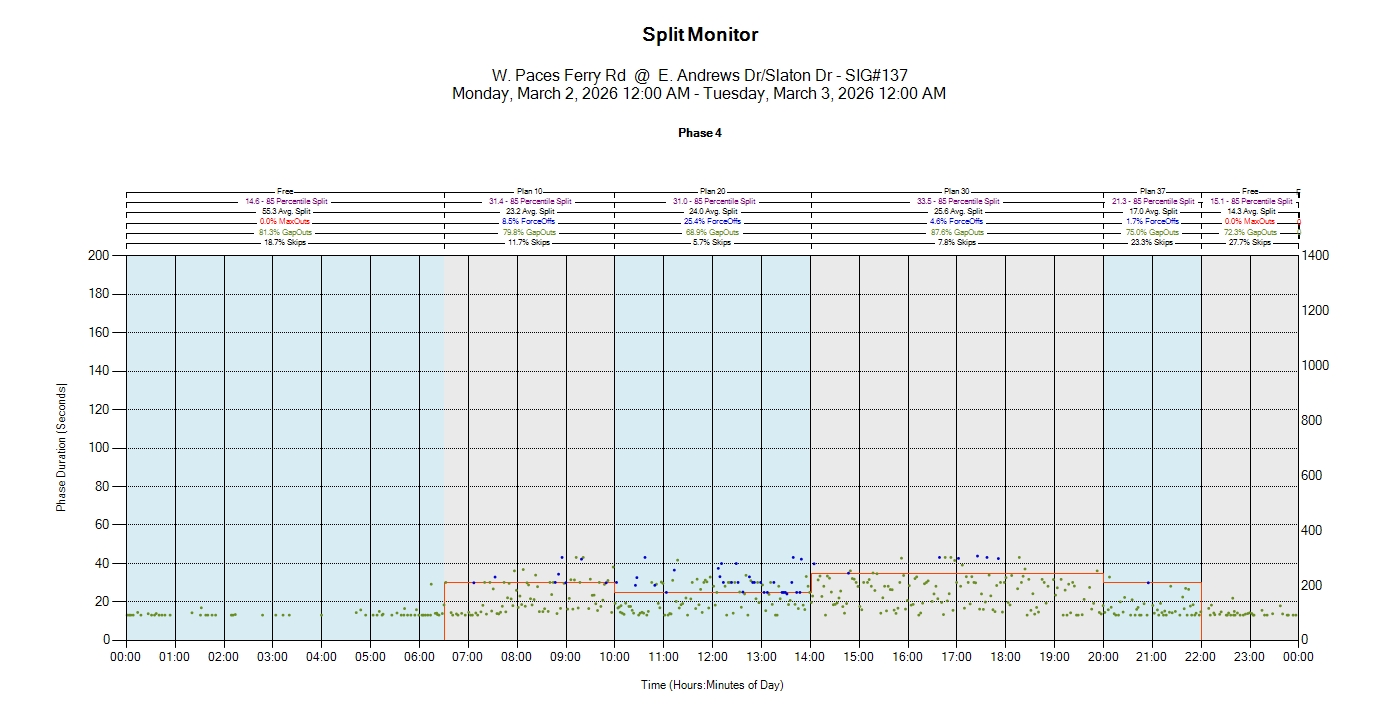 Split Monitor
W. Paces Ferry Rd @ E. Andrews Dr/Slaton Dr - SIG#137
Monday, March 2, 2026 12:00 AM - Tuesday, March 3, 2026 12:00 AM
Phase 4
Free Plan 10 Plan 20 Plan 30 Plan 37 Free F
14.6 - 85 Percentile Split 31.4 - 85 Percentile Split 31.0 - 85 Percentile Split 33.5 - 85 Percentile Split 21.3 - 85 Percentile Split 15.1 - 85 Percentile Split
55.3 Avg. Split 23.2 Avg. Split 24.0 Avg. Split 25.6 Avg. Split 17.0 Avg. Split 14.3 Avg. Split
0.0% MaxOuts 8.5% ForceOffs 25.4% ForceOffs 4.6% ForceOffs 1.7% ForceOffs 0.0% MaxOuts
81.3% GapOuts 79.8% GapOuts 68.9% GapOuts 87.6% GapOuts 75.0% GapOuts 72.3% GapOuts
18.7% Skips 11.7% Skips 5.7% Skips 7.8% Skips 23.3% Skips 27.7% Skips
200 1400
180
1200
160
140
1000
120
800
100
Phase Duration (Seconds)
80
600
60
400
40
200
20
0 0
00:00 01:00 02:00 03:00 04:00 05:00 06:00 07:00 08:00 09:00 10:00 11:00 12:00 13:00 14:00 15:00 16:00 17:00 18:00 19:00 20:00 21:00 22:00 23:00 00:00
Time (Hours:Minutes of Day)